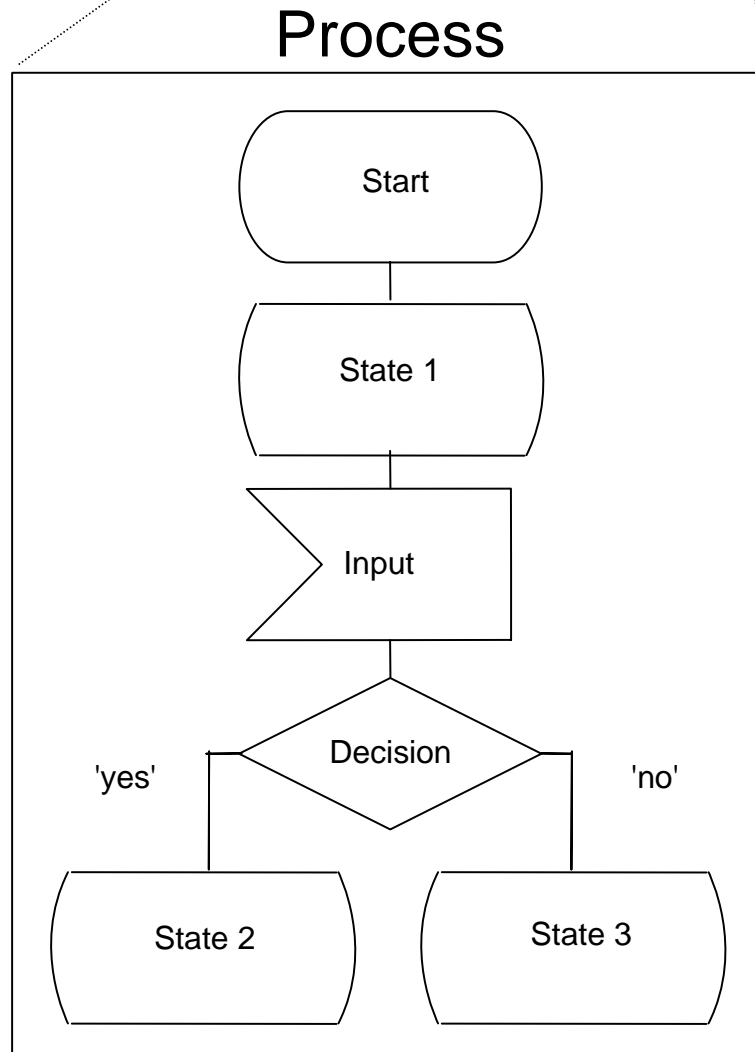 Process
Start
State 1
Input
Decision
'yes'
'no'
State 2
State 3